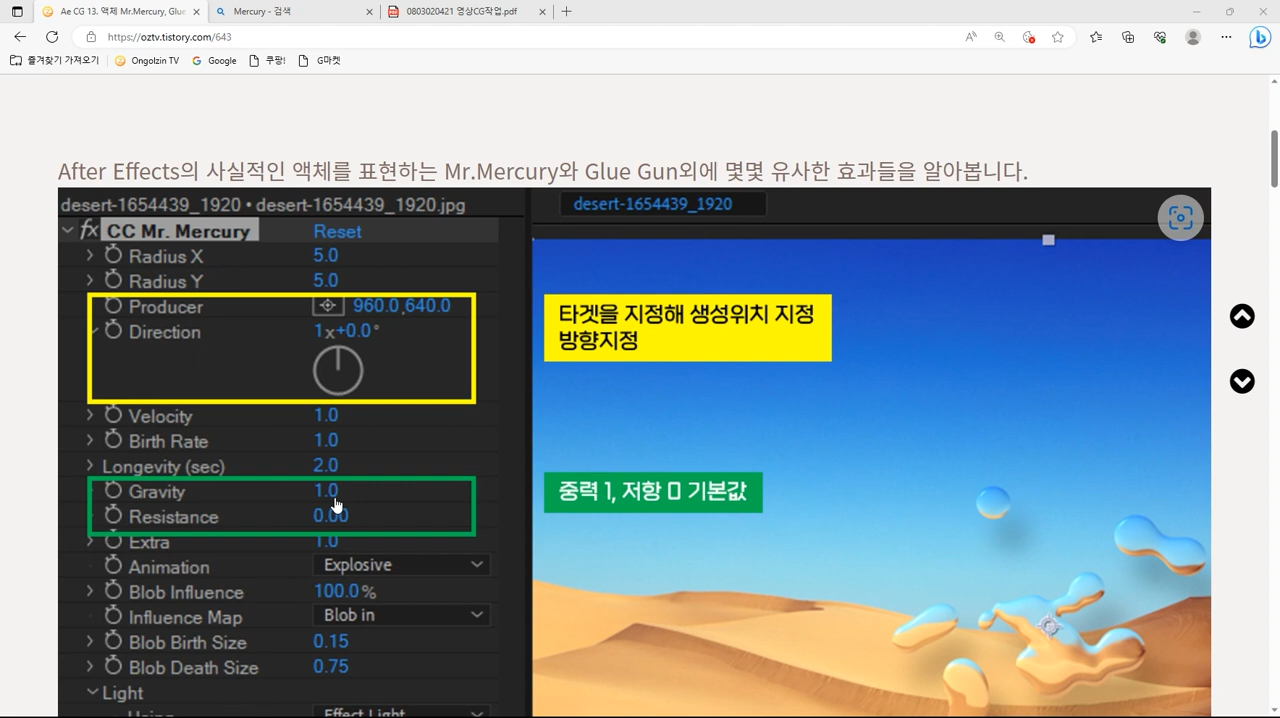 Ae CG 13. 액체 Mr.Mercury, Glue
Mercury - 검색
0803020421 영상CG작업.pdf
https://oztv.tistory.com/643
즐겨찾기 가져오기
Ongolzin TV
Google
쿠팡!
G마켓
After Effects의 사실적인 액체를 표현하는 Mr.Mercury와 Glue Gun외에 몇몇 유사한 효과들을 알아봅니다.
desert-1654439_1920 • desert-1654439_1920.jpg
desert-1654439_1920
fx CC Mr. Mercury Reset
Radius X 5.0
Radius Y 5.0
Producer 960.0,640.0
Direction 1x+0.0°
타겟을 지정해 생성위치 지정
방향지정
Velocity 1.0
Birth Rate 1.0
Longevity (sec) 2.0
Gravity 1.0
Resistance 0.00
중력 1, 저항 0 기본값
Extra 1.0
Animation Explosive
Blob Influence 100.0%
Influence Map Blob in
Blob Birth Size 0.15
Blob Death Size 0.75
Light
Using Effect Light